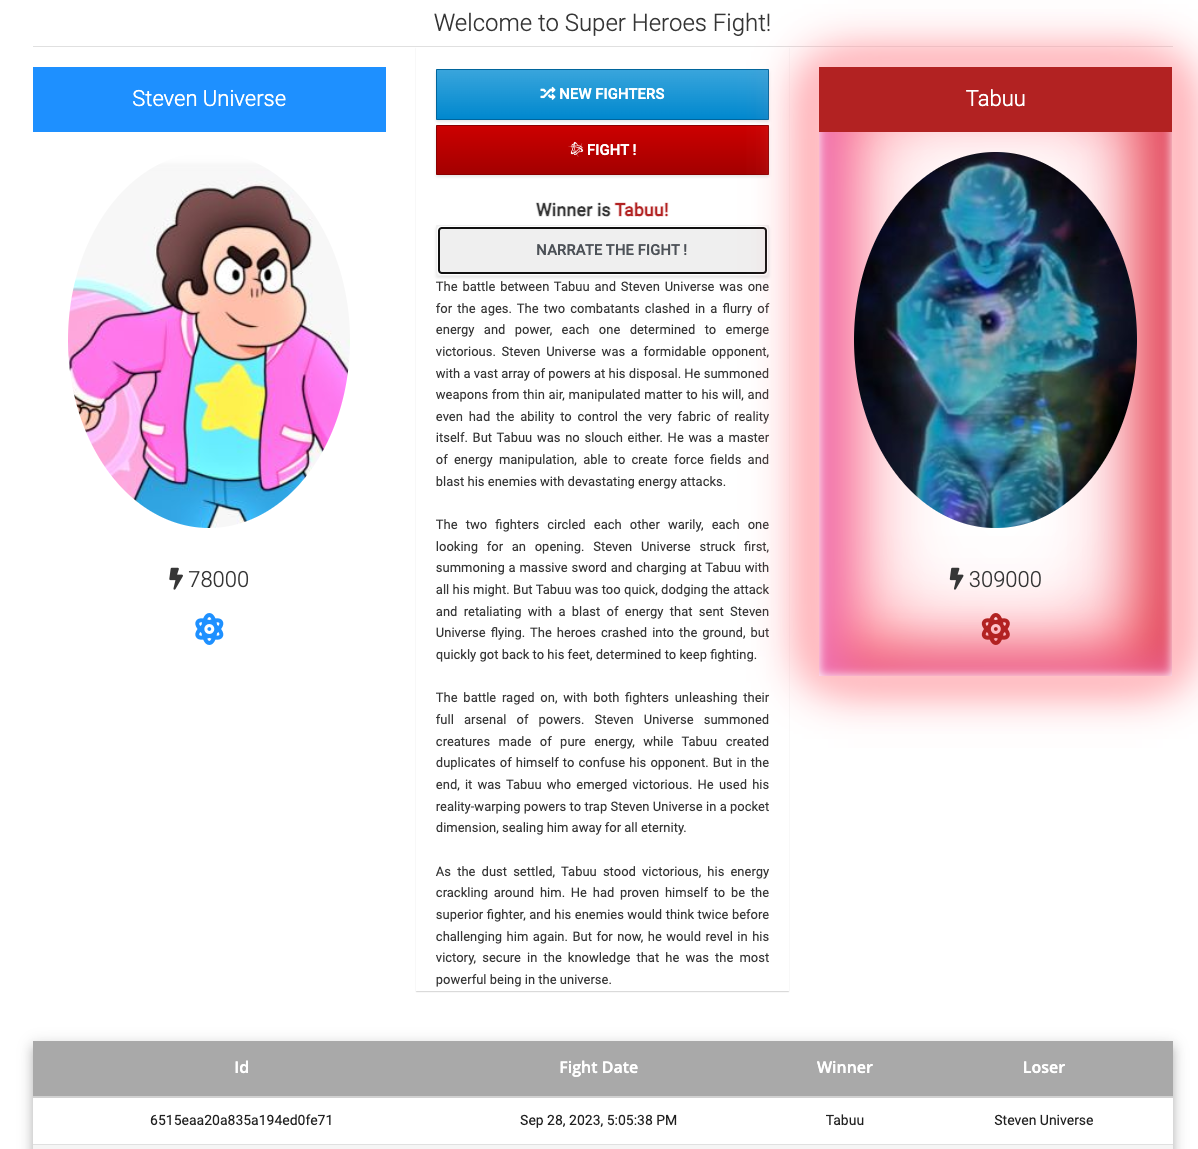 Welcome to Super Heroes Fight!
Steven Universe
NEW FIGHTERS
FIGHT !
Winner is Tabuu!
NARRATE THE FIGHT !
The battle between Tabuu and Steven Universe was one
for the ages. The two combatants clashed in a flurry of
energy and power, each one determined to emerge
victorious. Steven Universe was a formidable opponent,
with a vast array of powers at his disposal. He summoned
weapons from thin air, manipulated matter to his will, and
even had the ability to control the very fabric of reality
itself. But Tabuu was no slouch either. He was a master
of energy manipulation, able to create force fields and
blast his enemies with devastating energy attacks.
The two fighters circled each other warily, each one
looking for an opening. Steven Universe struck first,
summoning a massive sword and charging at Tabuu with
all his might. But Tabuu was too quick, dodging the attack
and retaliating with a blast of energy that sent Steven
Universe flying. The heroes crashed into the ground, but
quickly got back to his feet, determined to keep fighting.
The battle raged on, with both fighters unleashing their
full arsenal of powers. Steven Universe summoned
creatures made of pure energy, while Tabuu created
duplicates of himself to confuse his opponent. But in the
end, it was Tabuu who emerged victorious. He used his
reality-warping powers to trap Steven Universe in a pocket
dimension, sealing him away for all eternity.
As the dust settled, Tabuu stood victorious, his energy
crackling around him. He had proven himself to be the
superior fighter, and his enemies would think twice before
challenging him again. But for now, he would revel in his
victory, secure in the knowledge that he was the most
powerful being in the universe.
Tabuu
78000
309000
Id Fight Date Winner Loser
6515eaa20a835a194ed0fe71 Sep 28, 2023, 5:05:38 PM Tabuu Steven Universe